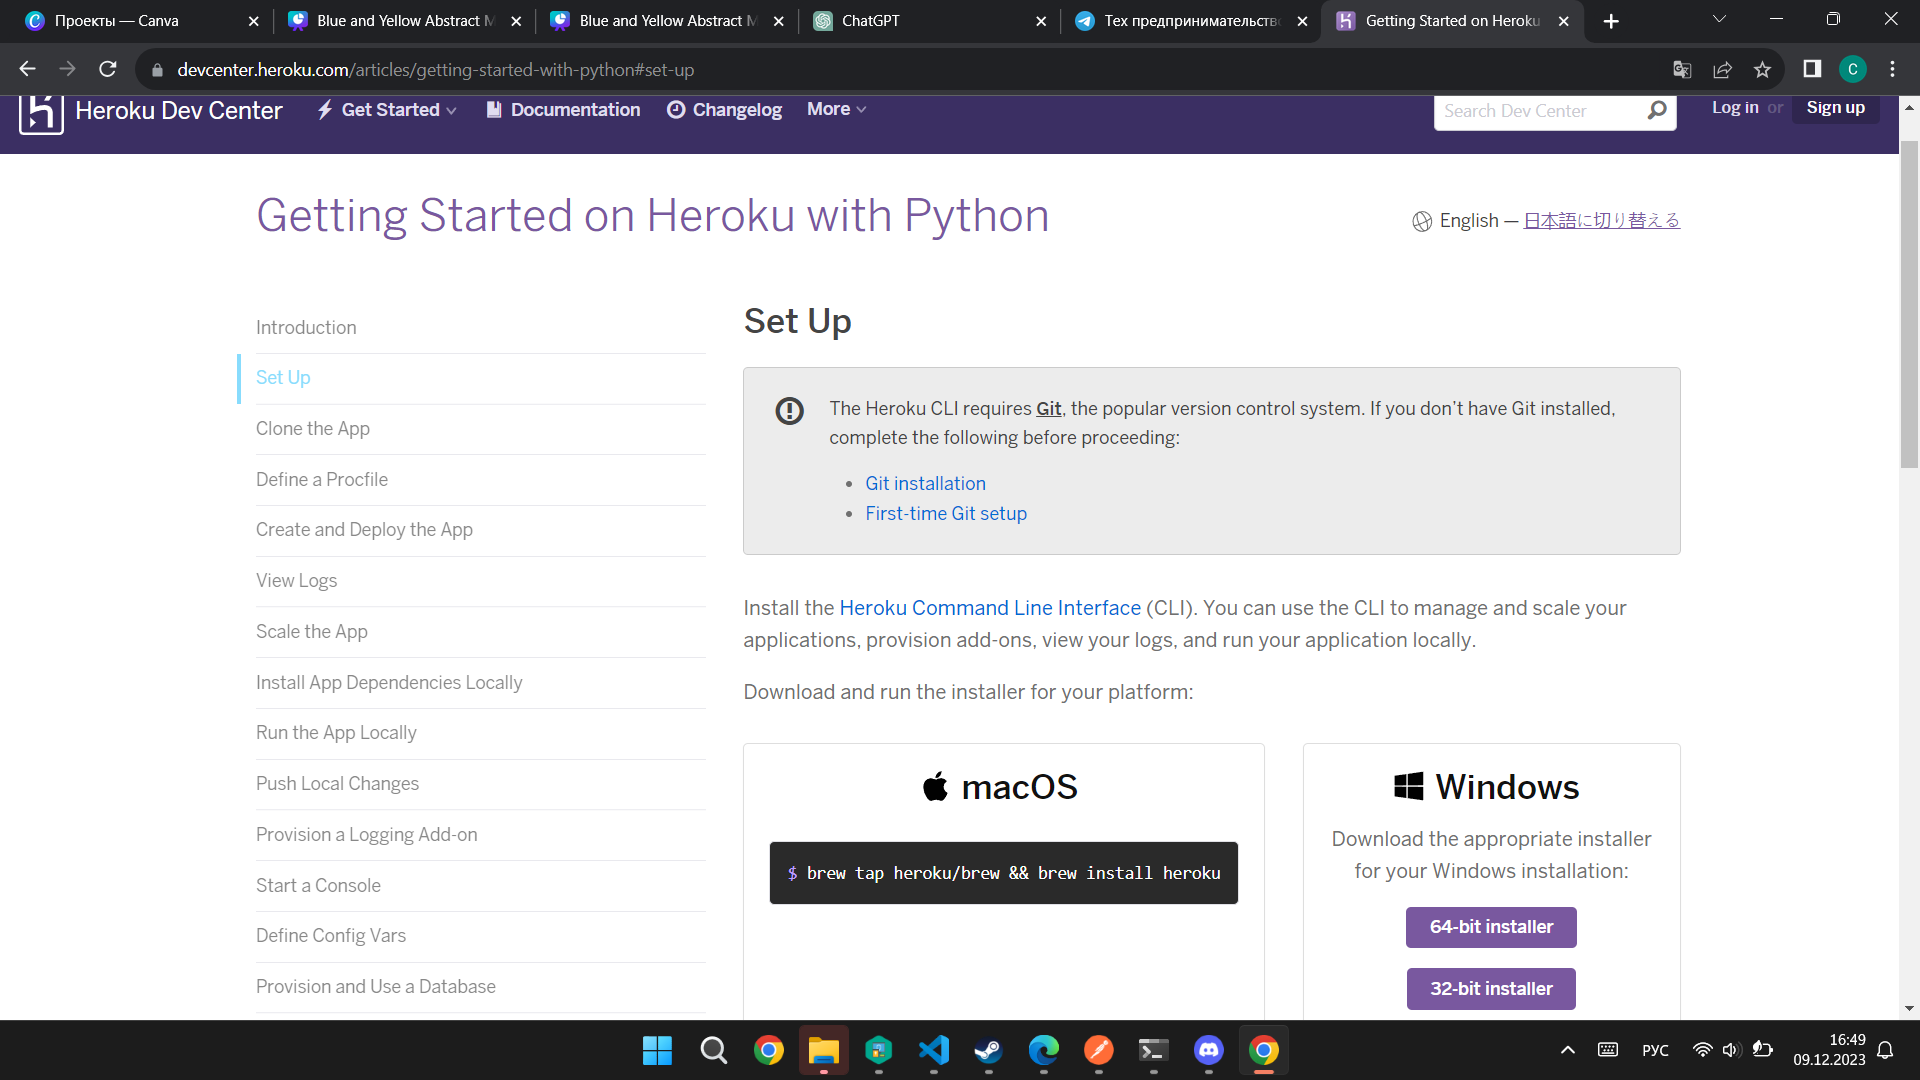 Проекты — Canva
Blue and Yellow Abstract M
Blue and Yellow Abstract M
ChatGPT
Тех предпринимательство
Getting Started on Heroku
devcenter.heroku.com/articles/getting-started-with-python#set-up
C
Heroku Dev Center
Get Started
Documentation
Changelog
More
Search Dev Center
Log in or Sign up
Getting Started on Heroku with Python
English — 日本語に切り替える
Introduction
Set Up
Clone the App
Define a Procfile
Create and Deploy the App
View Logs
Scale the App
Install App Dependencies Locally
Run the App Locally
Push Local Changes
Provision a Logging Add-on
Start a Console
Define Config Vars
Provision and Use a Database
Set Up
The Heroku CLI requires Git, the popular version control system. If you don’t have Git installed,
complete the following before proceeding:
• Git installation
• First-time Git setup
Install the Heroku Command Line Interface (CLI). You can use the CLI to manage and scale your
applications, provision add-ons, view your logs, and run your application locally.
Download and run the installer for your platform:
macOS
$ brew tap heroku/brew && brew install heroku
Windows
Download the appropriate installer
for your Windows installation:
64-bit installer
32-bit installer
РУС
16:49
09.12.2023